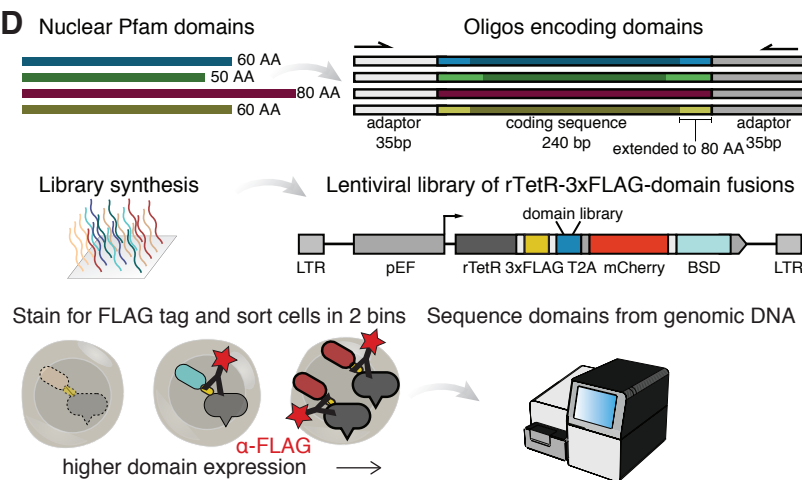 D
Nuclear Pfam domains
60 AA
50 AA
80 AA
60 AA
Oligos encoding domains
adaptor
35bp
coding sequence
240 bp
extended to 80 AA
adaptor
35bp
Library synthesis
Lentiviral library of rTetR-3xFLAG-domain fusions
domain library
LTR
pEF
rTetR 3xFLAG T2A mCherry
BSD
LTR
Stain for FLAG tag and sort cells in 2 bins
α-FLAG
higher domain expression
Sequence domains from genomic DNA